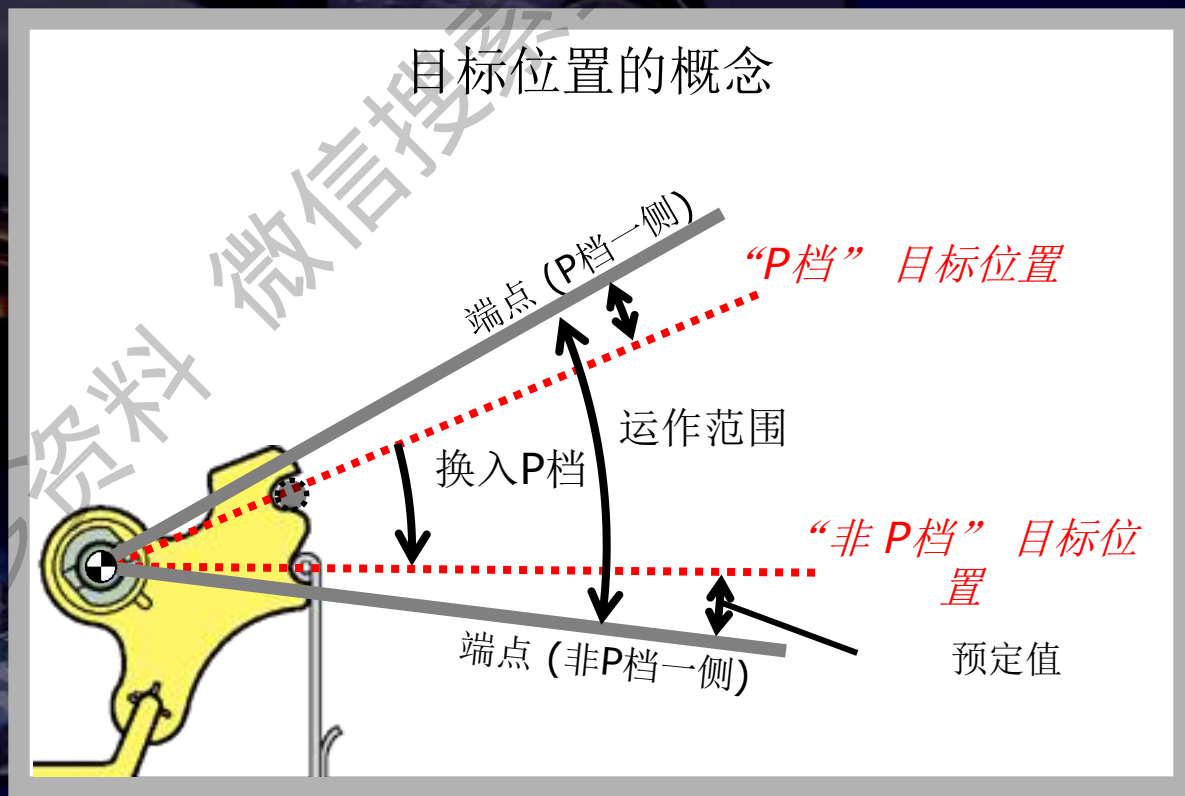 目标位置的概念
端点 (P档一侧)
“P档” 目标位置
运作范围
换入P档
“非 P档” 目标位
置
端点 (非P档一侧)
预定值
资料 微信搜索